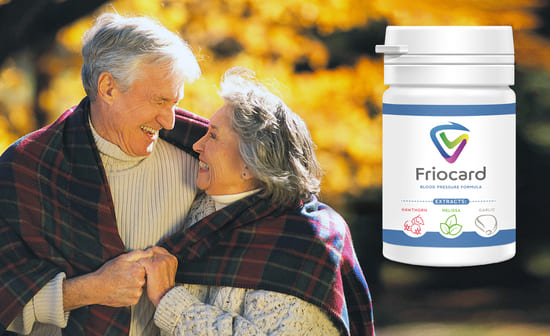 Friocard
BLOOD PRESSURE FORMULA
EXTRACTS:
HAWTHORN MELISSA GARLIC